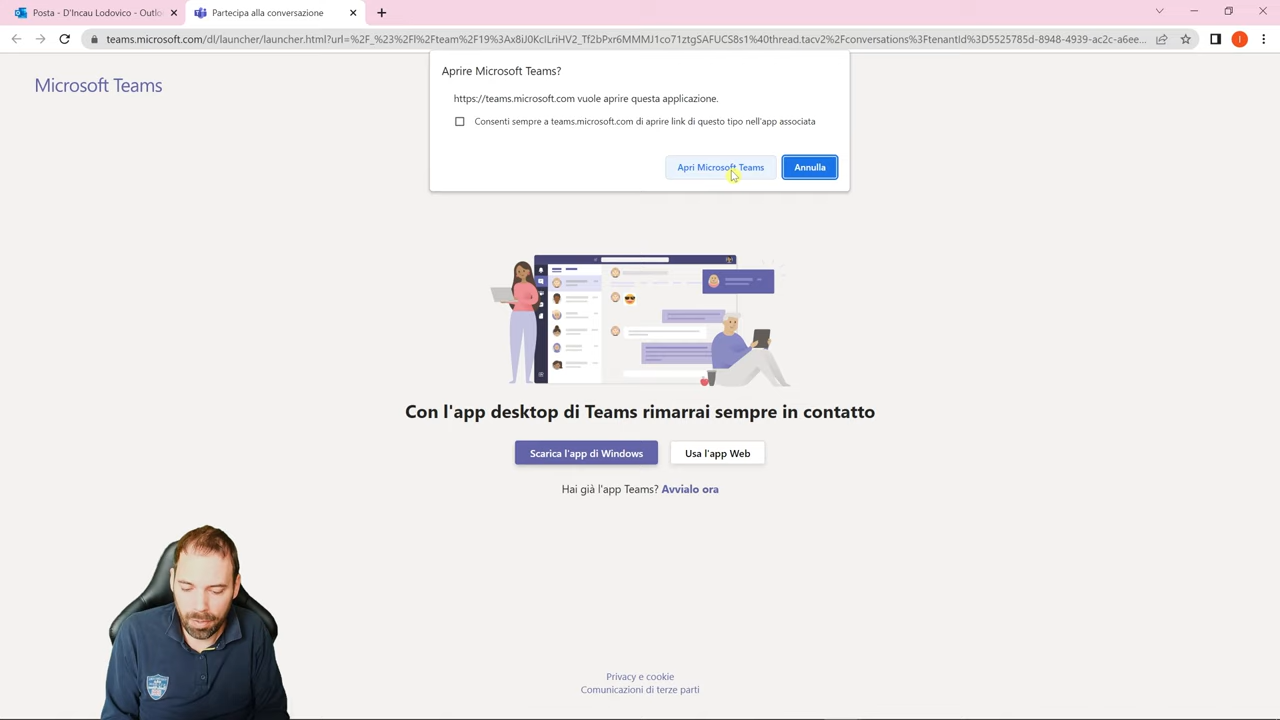 Posta - D'Incau Lodovico - Outlo
Partecipa alla conversazione
teams.microsoft.com/dl/launcher/launcher.html?url=%2F_%23%2Fl%2Fteam%2F19%3Ax8iJ0KcILriHV2_Tf2bPxr6MMMJ1co71ztgSAFUCS8s1%40thread.tacv2%2Fconversations%3FtenantId%3D5525785d-8948-4939-ac2c-a6ee...
I
Microsoft Teams
Aprire Microsoft Teams?
https://teams.microsoft.com vuole aprire questa applicazione.
Consenti sempre a teams.microsoft.com di aprire link di questo tipo nell'app associata
Apri Microsoft Teams
Annulla
Con l'app desktop di Teams rimarrai sempre in contatto
Scarica l'app di Windows
Usa l'app Web
Hai già l'app Teams? Avvialo ora
Privacy e cookie
Comunicazioni di terze parti